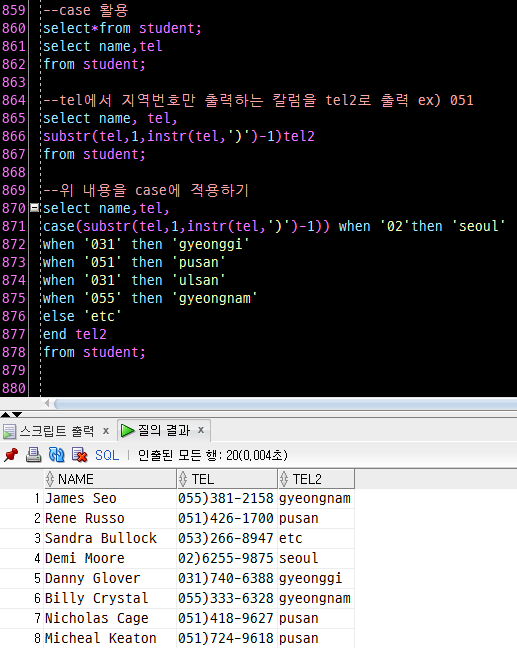 859 --case 활용
860 select*from student;
861 select name,tel
862 from student;
863
864 --tel에서 지역번호만 출력하는 칼럼을 tel2로 출력 ex) 051
865 select name, tel,
866 substr(tel,1,instr(tel,')')-1)tel2
867 from student;
868
869 --위 내용을 case에 적용하기
870 select name,tel,
871 case(substr(tel,1,instr(tel,')')-1)) when '02'then 'seoul'
872 when '031' then 'gyeonggi'
873 when '051' then 'pusan'
874 when '031' then 'ulsan'
875 when '055' then 'gyeongnam'
876 else 'etc'
877 end tel2
878 from student;
879
880
스크립트 출력 x 질의 결과 x
SQL | 인출된 모든 행: 20(0,004초)
NAME TEL TEL2
1 James Seo 055)381-2158 gyeongnam
2 Rene Russo 051)426-1700 pusan
3 Sandra Bullock 053)266-8947 etc
4 Demi Moore 02)6255-9875 seoul
5 Danny Glover 031)740-6388 gyeonggi
6 Billy Crystal 055)333-6328 gyeongnam
7 Nicholas Cage 051)418-9627 pusan
8 Micheal Keaton 051)724-9618 pusan